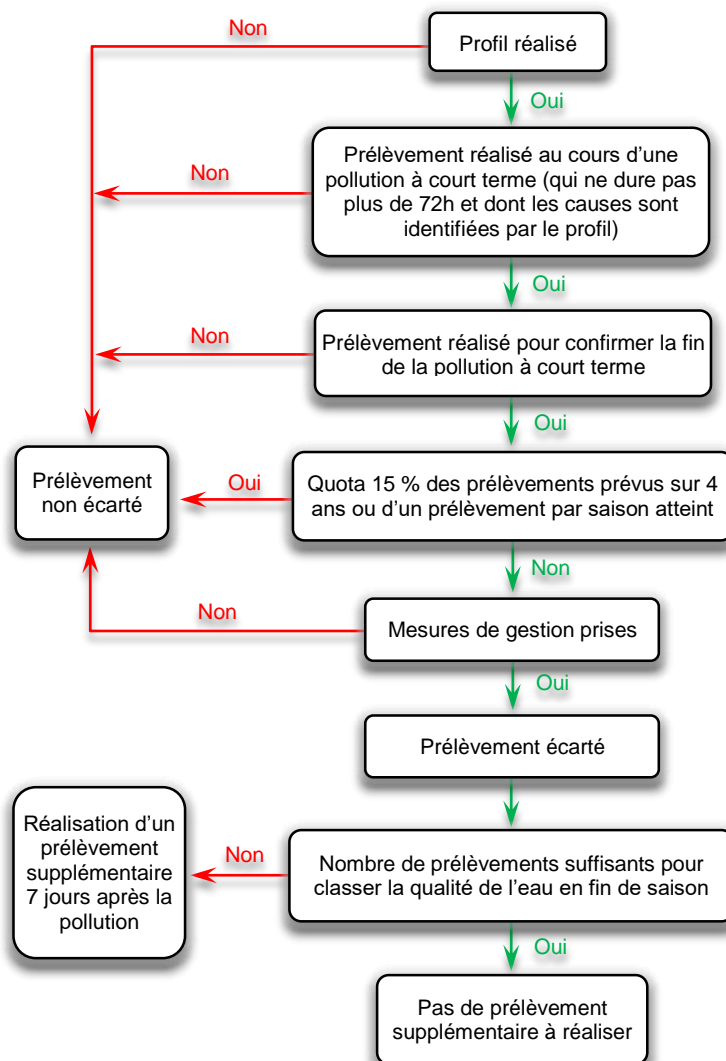 Non
Profil réalisé
Oui
Prélèvement réalisé au cours d'une
pollution à court terme (qui ne dure pas
plus de 72h et dont les causes sont
identifiées par le profil)
Non
Oui
Prélèvement réalisé pour confirmer la fin
de la pollution à court terme
Non
Oui
Prélèvement
non écarté
Oui
Quota 15 % des prélèvements prévus sur 4
ans ou d'un prélèvement par saison atteint
Non
Mesures de gestion prises
Non
Oui
Prélèvement écarté
Réalisation d'un
prélèvement
supplémentaire
7 jours après la
pollution
Non
Nombre de prélèvements suffisants pour
classer la qualité de l'eau en fin de saison
Oui
Pas de prélèvement
supplémentaire à réaliser